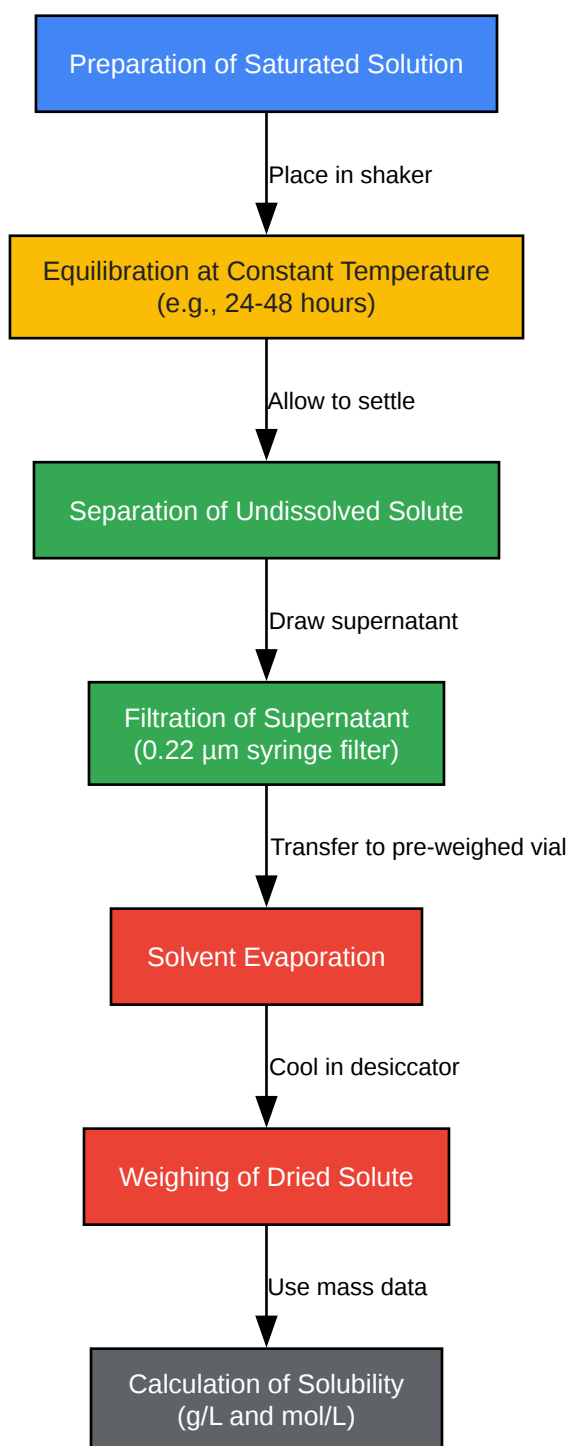 Preparation of Saturated Solution
Place in shaker
Equilibration at Constant Temperature
(e.g., 24-48 hours)
Allow to settle
Separation of Undissolved Solute
Draw supernatant
Filtration of Supernatant
(0.22 µm syringe filter)
Transfer to pre-weighed vial
Solvent Evaporation
Cool in desiccator
Weighing of Dried Solute
Use mass data
Calculation of Solubility
(g/L and mol/L)